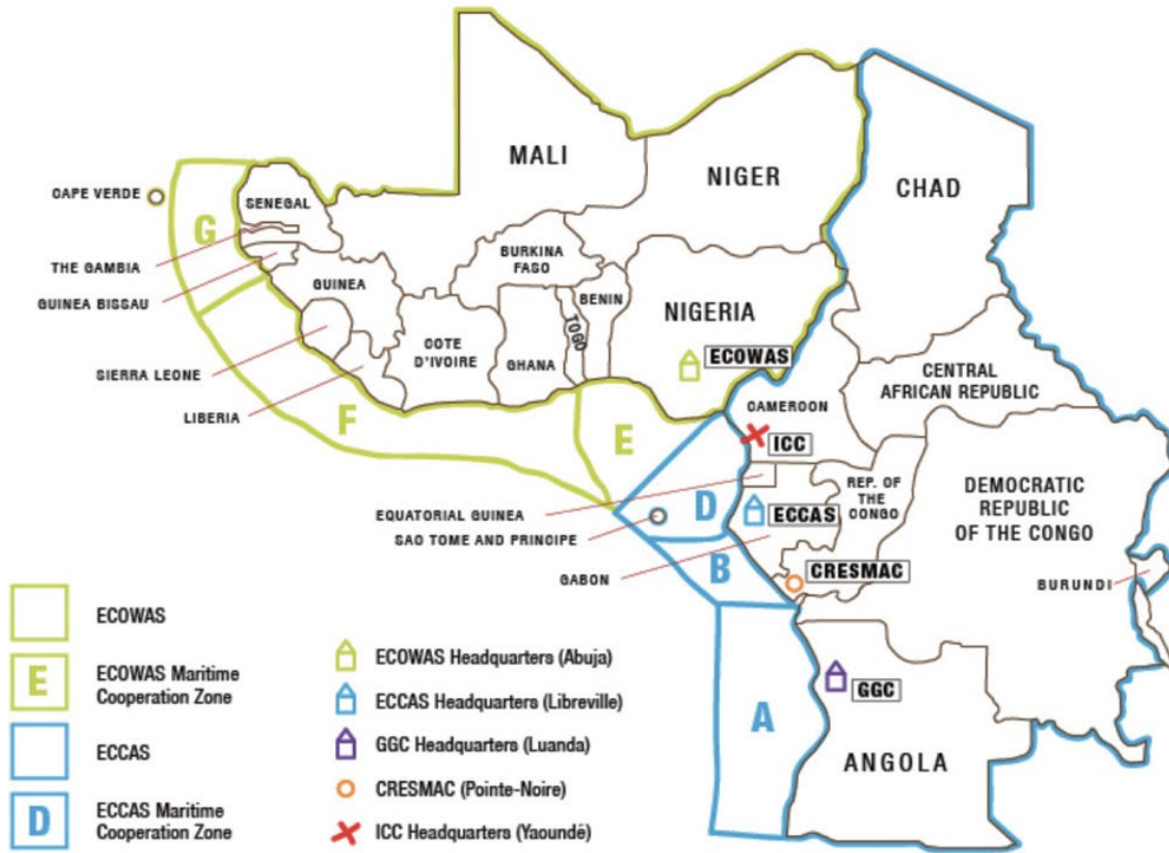 MALI
NIGER
CHAD
CAPE VERDE
SENEGAL
G
THE GAMBIA
GUINEA BISSAU
GUINEA
BURKINA
FASO
BENIN
NIGERIA
TOGO
COTE
D'IVOIRE
GHANA
ECOWAS
SIERRA LEONE
LIBERIA
F
E
CENTRAL
AFRICAN REPUBLIC
CAMEROON
ICC
REP. OF
THE
CONGO
DEMOCRATIC
REPUBLIC
OF THE CONGO
EQUATORIAL GUINEA
SAO TOME AND PRINCIPE
D
ECCAS
GABON
B
CRESMAC
BURUNDI
A
GGC
ANGOLA
ECOWAS
E
ECOWAS Maritime
Cooperation Zone
ECCAS
D
ECCAS Maritime
Cooperation Zone
ECOWAS Headquarters (Abuja)
ECCAS Headquarters (Libreville)
GGC Headquarters (Luanda)
CRESMAC (Pointe-Noire)
ICC Headquarters (Yaoundé)